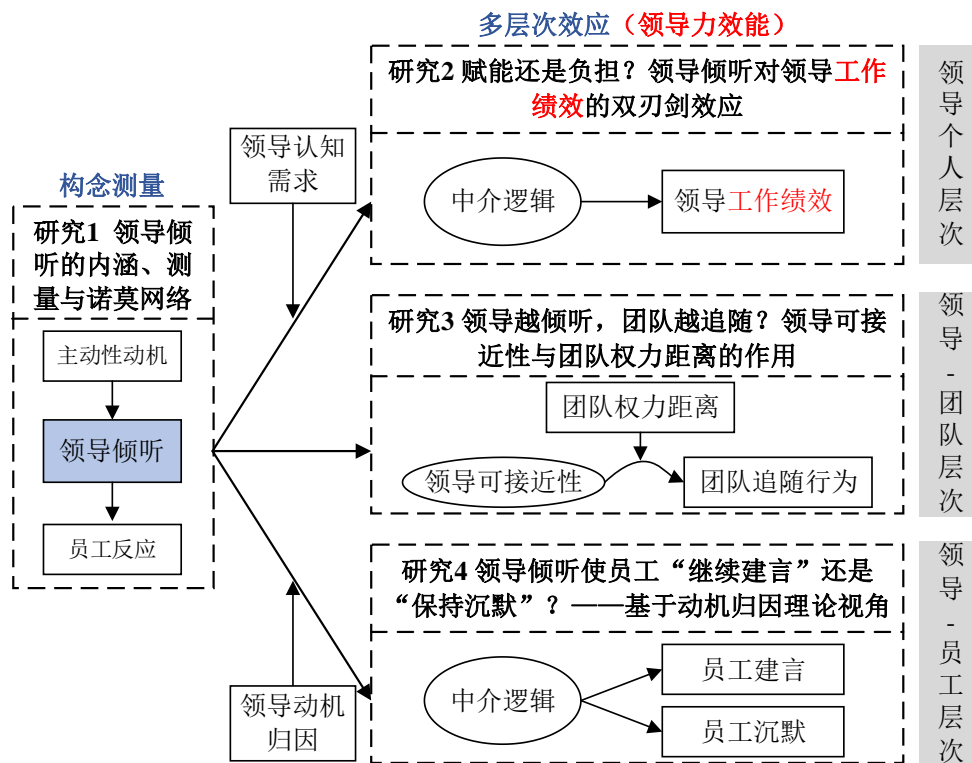 多层次效应（领导力效能）
研究2 赋能还是负担？领导倾听对领导工作
绩效的双刃剑效应
中介逻辑
领导工作绩效
领导个人层次
领导认知
需求
构念测量
研究1 领导倾
听的内涵、测
量与诺莫网络
主动性动机
领导倾听
员工反应
研究3 领导越倾听，团队越追随？领导可接
近性与团队权力距离的作用
团队权力距离
领导可接近性
团队追随行为
领导-团队层次
研究4 领导倾听使员工“继续建言”还是
“保持沉默”？——基于动机归因理论视角
中介逻辑
员工建言
员工沉默
领导-员工层次
领导动机
归因